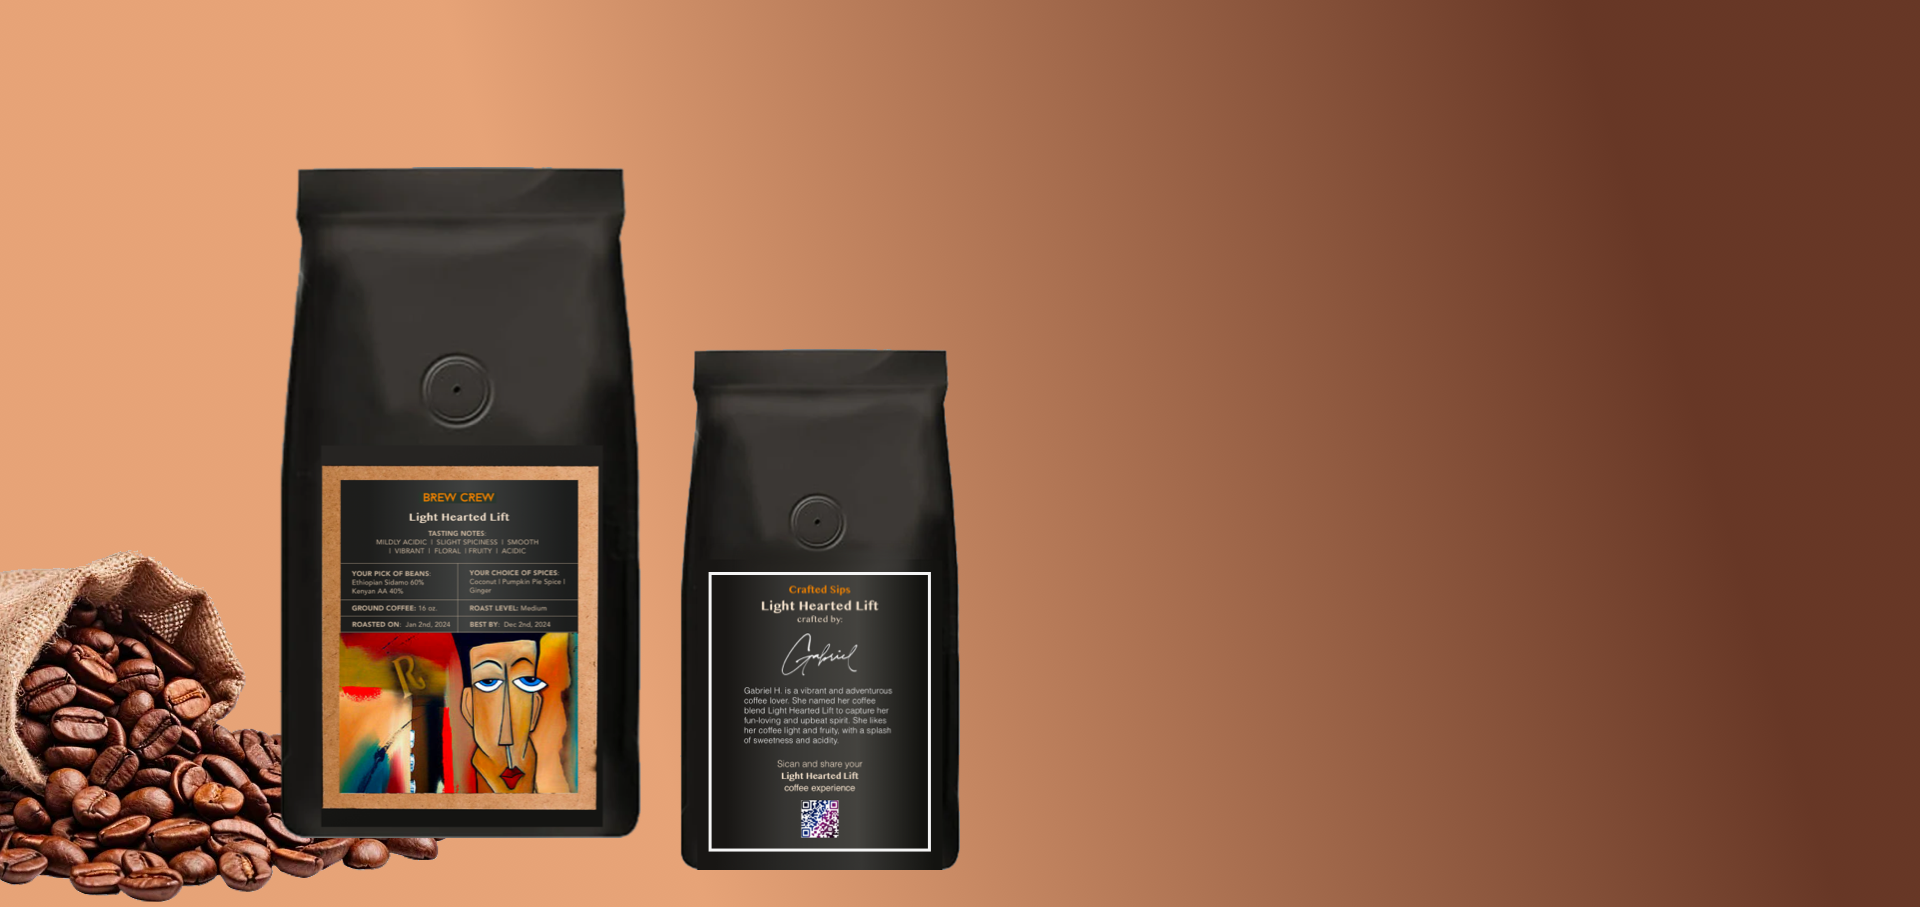 BREW CREW
Light Hearted Lift
TASTING NOTES:
MILDLY ACIDIC | SLIGHT SPICINESS | SMOOTH
| VIBRANT | FLORAL | FRUITY | ACIDIC
YOUR PICK OF BEANS:
Ethiopian Sidamo 60%
Kenyan AA 40%
YOUR CHOICE OF SPICES:
Coconut | Pumpkin Pie Spice |
Ginger
GROUND COFFEE: 16 oz.
ROAST LEVEL: Medium
ROASTED ON: Jan 2nd, 2024
BEST BY: Dec 2nd, 2024
R
Crafted Sips
Light Hearted Lift
crafted by:
Gabriel
Gabriel H. is a vibrant and adventurous
coffee lover. She named her coffee
blend Light Hearted Lift to capture her
fun-loving and upbeat spirit. She likes
her coffee light and fruity, with a splash
of sweetness and acidity.
Sican and share your
Light Hearted Lift
coffee experience